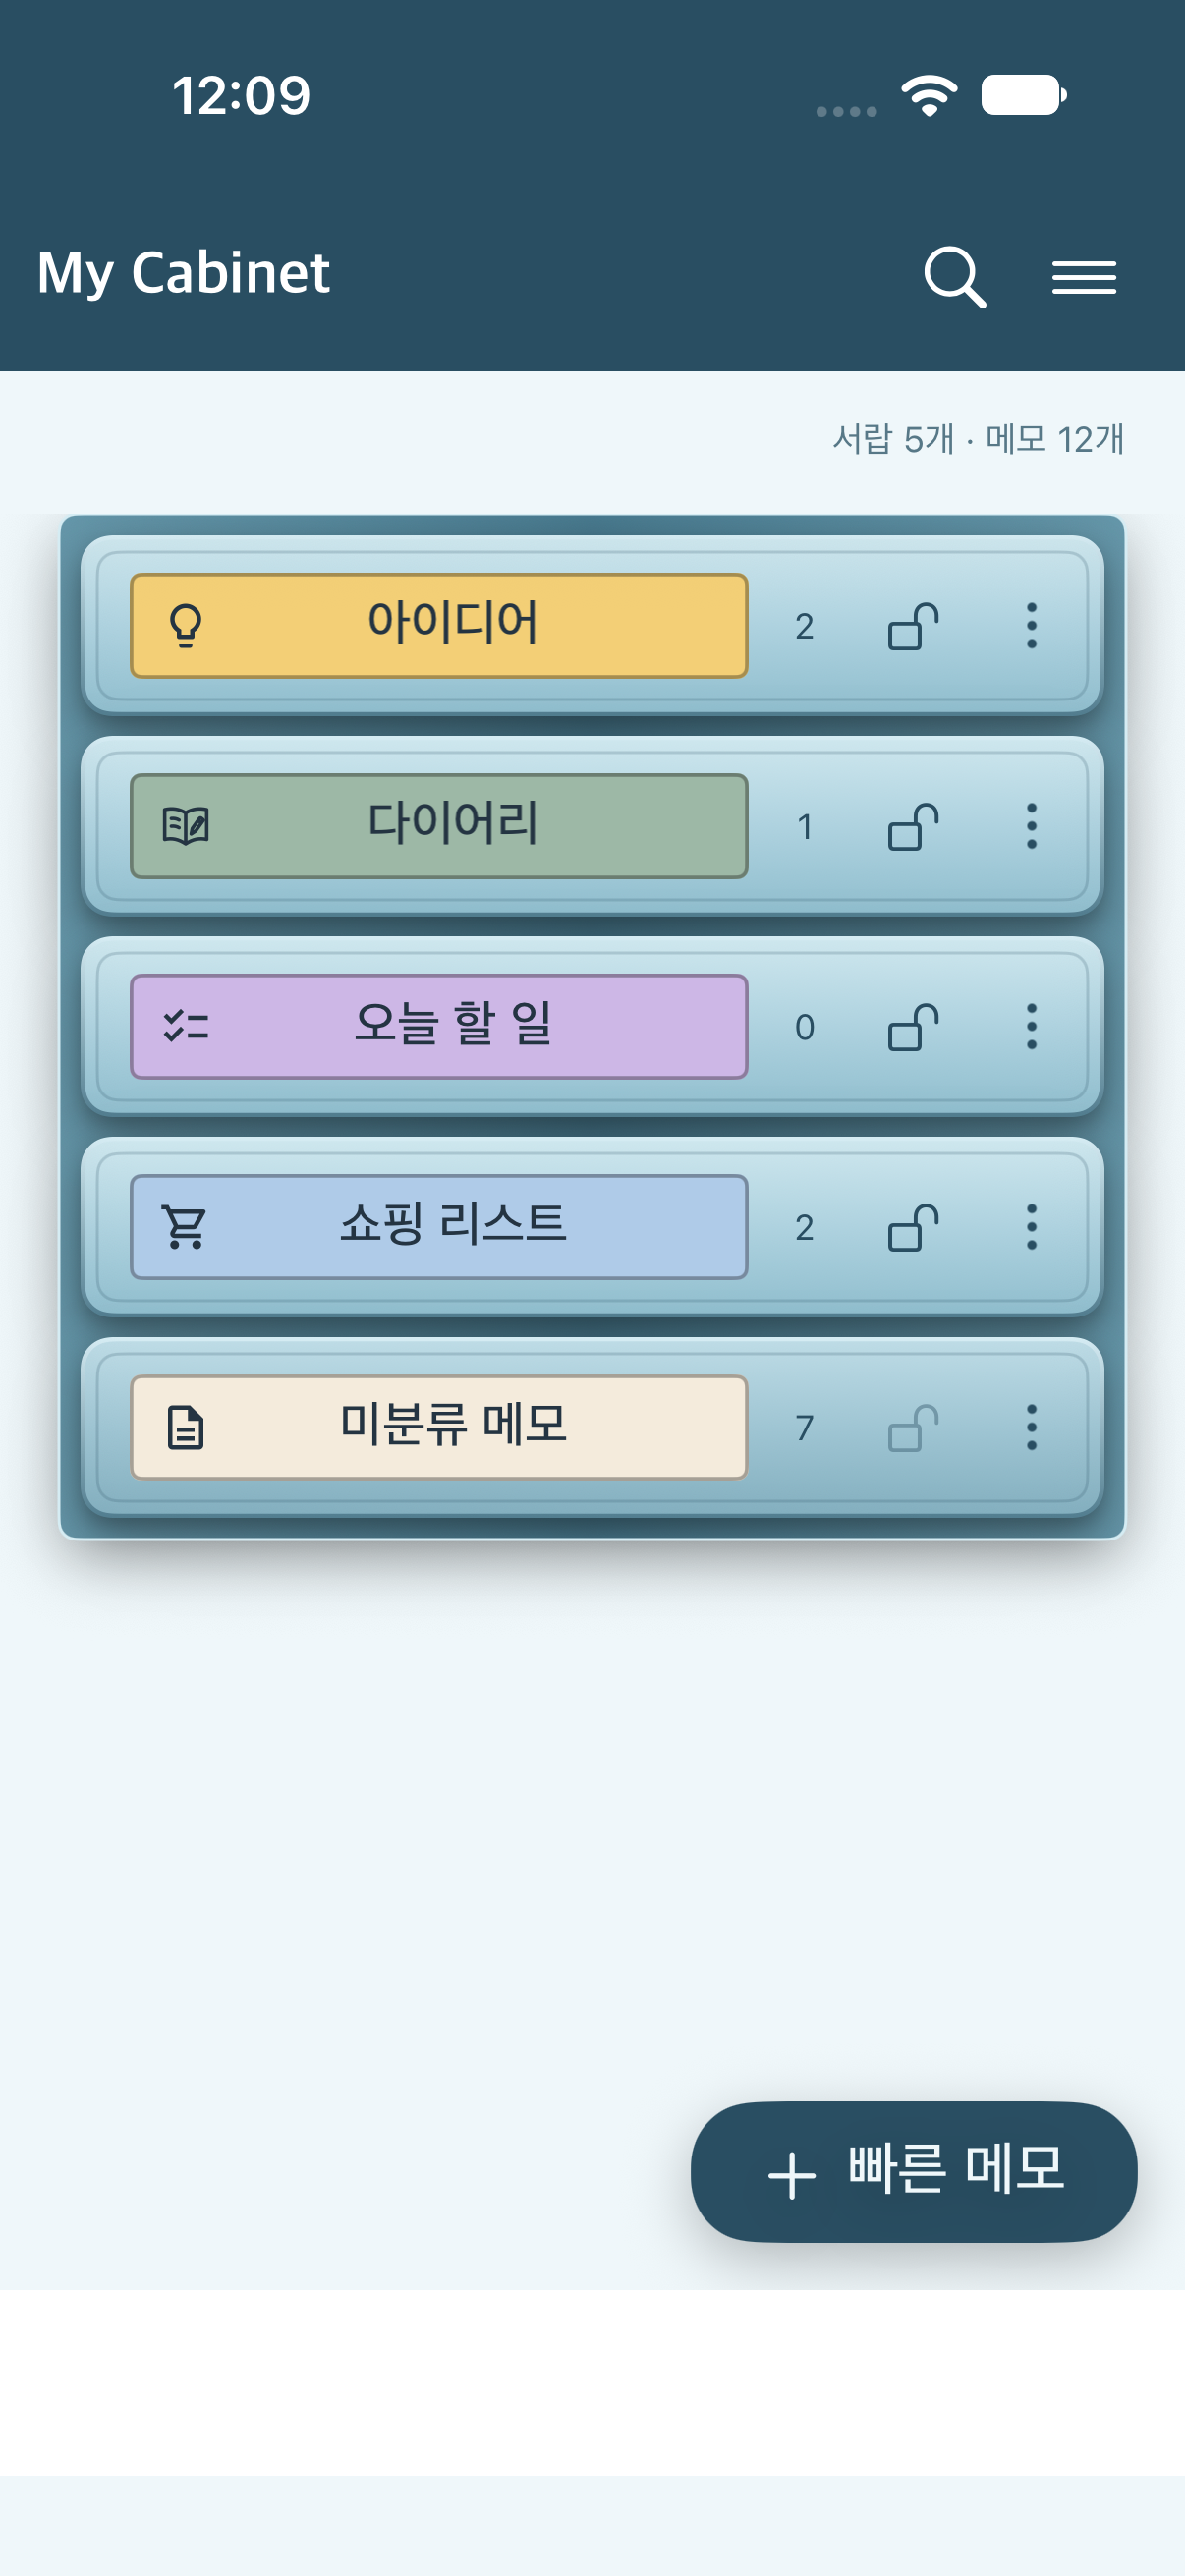 12:09
My Cabinet
서랍 5개 · 메모 12개
아이디어 2
다이어리 1
오늘 할 일 0
쇼핑 리스트 2
미분류 메모 7
빠른 메모